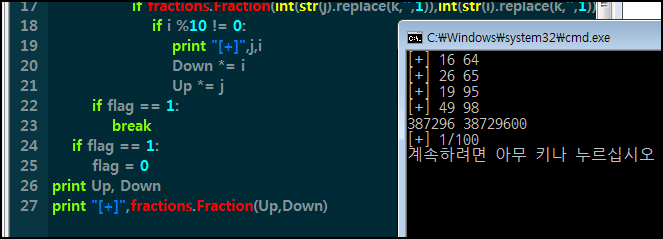 17 if fractions.Fraction(int(str(j).replace(k,'',1)),int(str(i).replace(k,'',1))
18 if i %10 != 0:
19 print "[+]",j,i
20 Down *= i
21 Up *= j
22 if flag == 1:
23 break
24 if flag == 1:
25 flag = 0
26 print Up, Down
27 print "[+]",fractions.Fraction(Up,Down)
C:\Windows\system32\cmd.exe
[+] 16 64
[+] 26 65
[+] 19 95
[+] 49 98
387296 38729600
[+] 1/100
계속하려면 아무 키나 누르십시오